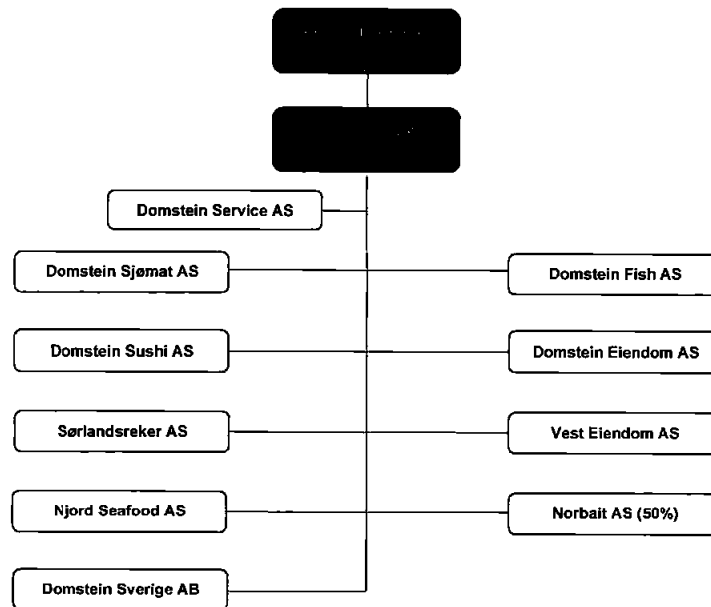 Domstein Service AS
Domstein Sjømat AS
Domstein Fish AS
Domstein Sushi AS
Domstein Eiendom AS
Sørlandsreker AS
Vest Eiendom AS
Njord Seafood AS
Norbait AS (50%)
Domstein Sverige AB